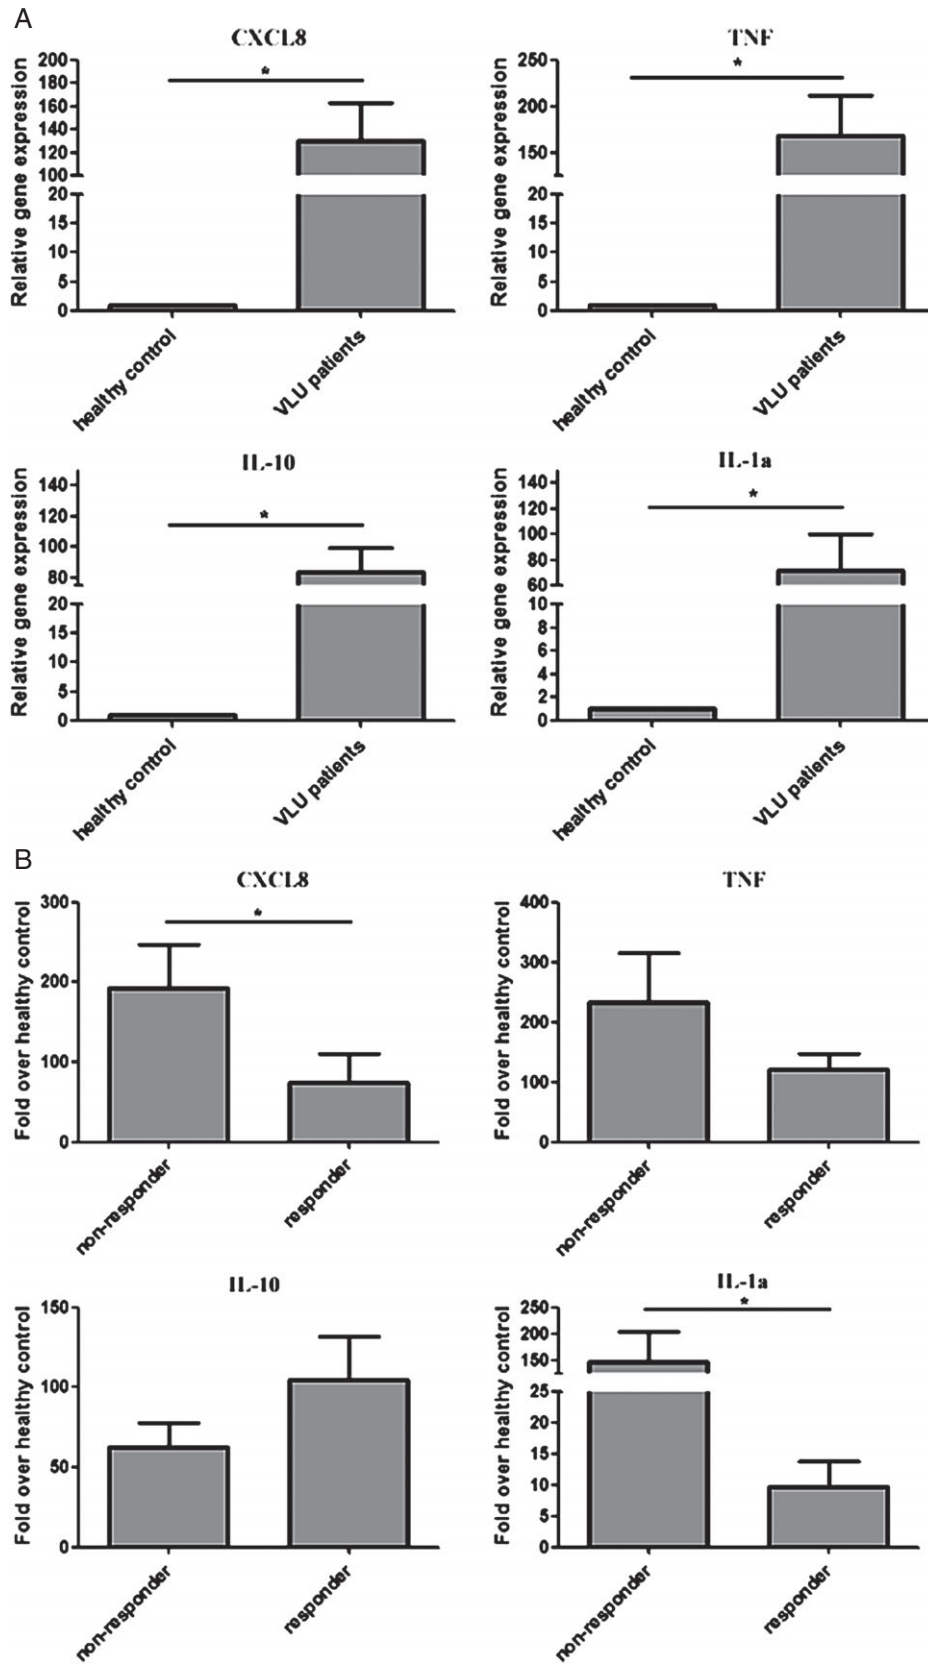 A
CXCL8
Relative gene expression
200
180
160
140
120
100
20
15
10
5
0
*
healthy control
VLU patients
TNF
Relative gene expression
250
200
150
20
15
10
5
0
*
healthy control
VLU patients
IL-10
Relative gene expression
140
120
100
80
20
15
10
5
0
*
healthy control
VLU patients
IL-1a
Relative gene expression
140
120
100
80
60
10
8
6
4
2
0
*
healthy control
VLU patients
B
CXCL8
Fold over healthy control
300
200
100
0
*
non-responder
responder
TNF
Fold over healthy control
400
300
200
100
0
non-responder
responder
IL-10
Fold over healthy control
150
100
50
0
non-responder
responder
IL-1a
Fold over healthy control
250
200
150
25
20
15
10
5
0
*
non-responder
responder